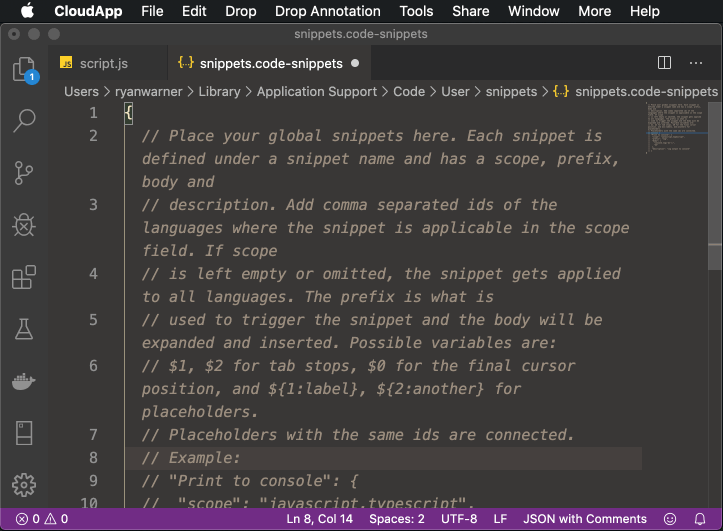 CloudApp File Edit Drop Drop Annotation Tools Share Window More Help
snippets.code-snippets
JS script.js {..} snippets.code-snippets
Users > ryanwarner > Library > Application Support > Code > User > snippets > {..} snippets.code-snippets
1
1 {
2 // Place your global snippets here. Each snippet is
defined under a snippet name and has a scope, prefix,
body and
3 // description. Add comma separated ids of the
languages where the snippet is applicable in the scope
field. If scope
4 // is left empty or omitted, the snippet gets applied
to all languages. The prefix is what is
5 // used to trigger the snippet and the body will be
expanded and inserted. Possible variables are:
6 // $1, $2 for tab stops, $0 for the final cursor
position, and ${1:label}, ${2:another} for
placeholders.
7 // Placeholders with the same ids are connected.
8 // Example:
9 // "Print to console": {
10 //  "scope": "javascript,typescript",
0 0 Ln 8, Col 14 Spaces: 2 UTF-8 LF JSON with Comments